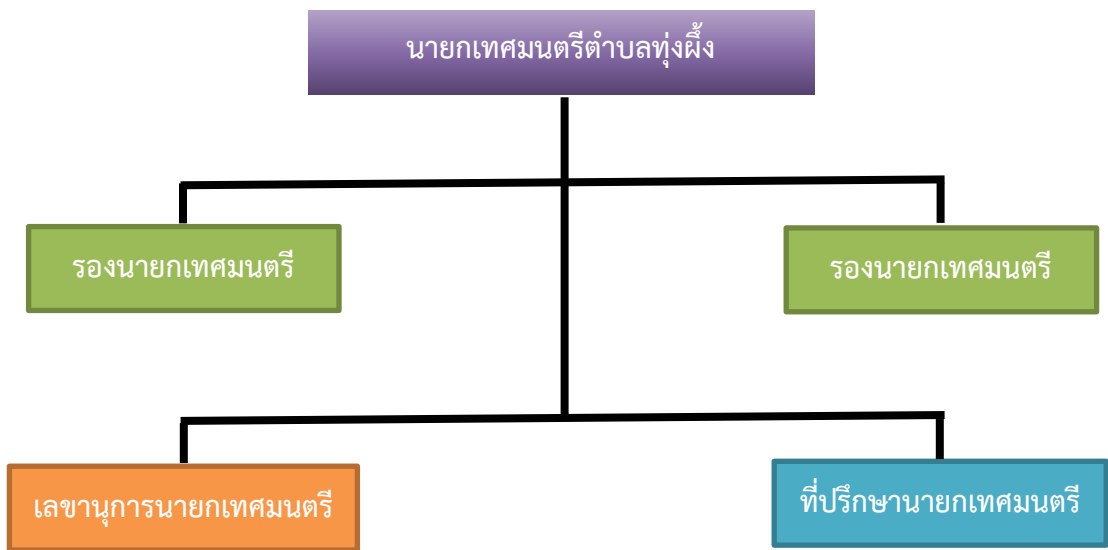 นายกเทศมนตรีตำบลทุ่งผึ้ง
รองนายกเทศมนตรี
รองนายกเทศมนตรี
เลขานุการนายกเทศมนตรี
ที่ปรึกษานายกเทศมนตรี